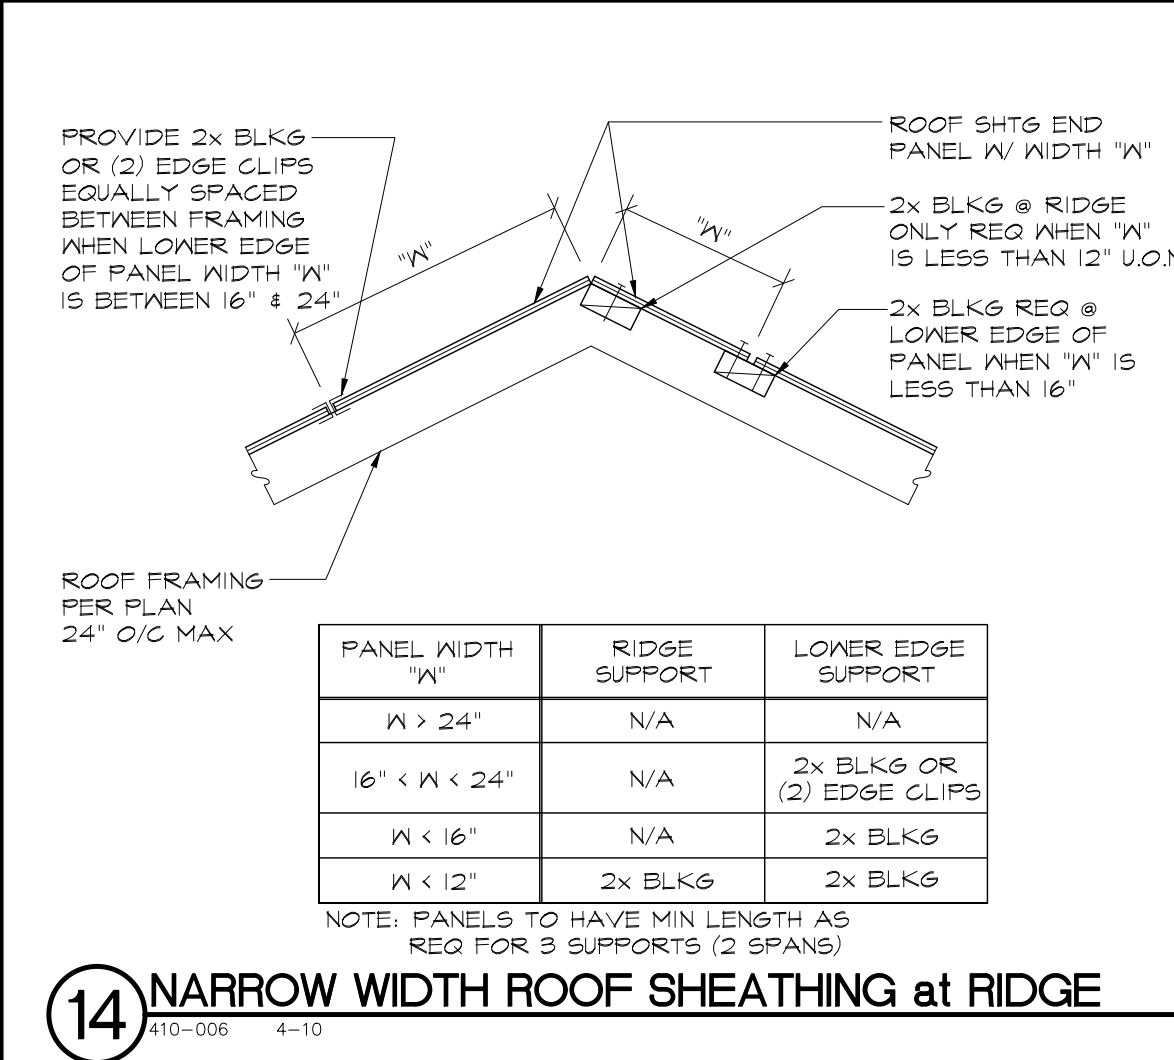 PROVIDE 2x BLKG
OR (2) EDGE CLIPS
EQUALLY SPACED
BETWEEN FRAMING
WHEN LOWER EDGE
OF PANEL WIDTH "W"
IS BETWEEN 16" & 24"
"W"
"W"
ROOF SHTG END
PANEL W/ WIDTH "W"
2x BLKG @ RIDGE
ONLY REQ WHEN "W"
IS LESS THAN 12" U.O.N
2x BLKG REQ @
LOWER EDGE OF
PANEL WHEN "W" IS
LESS THAN 16"
ROOF FRAMING
PER PLAN
24" O/C MAX
PANEL WIDTH "W" RIDGE SUPPORT LOWER EDGE SUPPORT
W > 24" N/A N/A
16" < W < 24" N/A 2x BLKG OR (2) EDGE CLIPS
W < 16" N/A 2x BLKG
W < 12" 2x BLKG 2x BLKG
NOTE: PANELS TO HAVE MIN LENGTH AS
REQ FOR 3 SUPPORTS (2 SPANS)
14 NARROW WIDTH ROOF SHEATHING at RIDGE
410-006 4-10